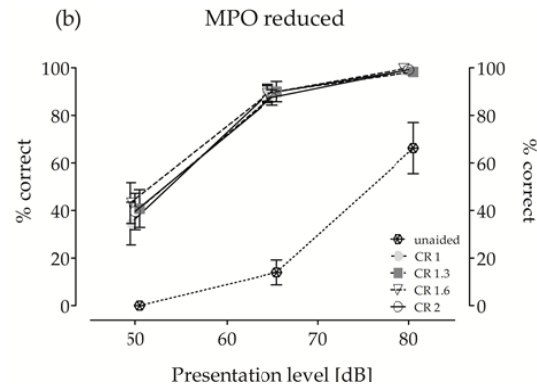 (b) MPO reduced
100 100
80 80
60 60
40 40
20 20
0 0
% correct
% correct
unaided
CR 1
CR 1.3
CR 1.6
CR 2
50 60 70 80
Presentation level [dB]